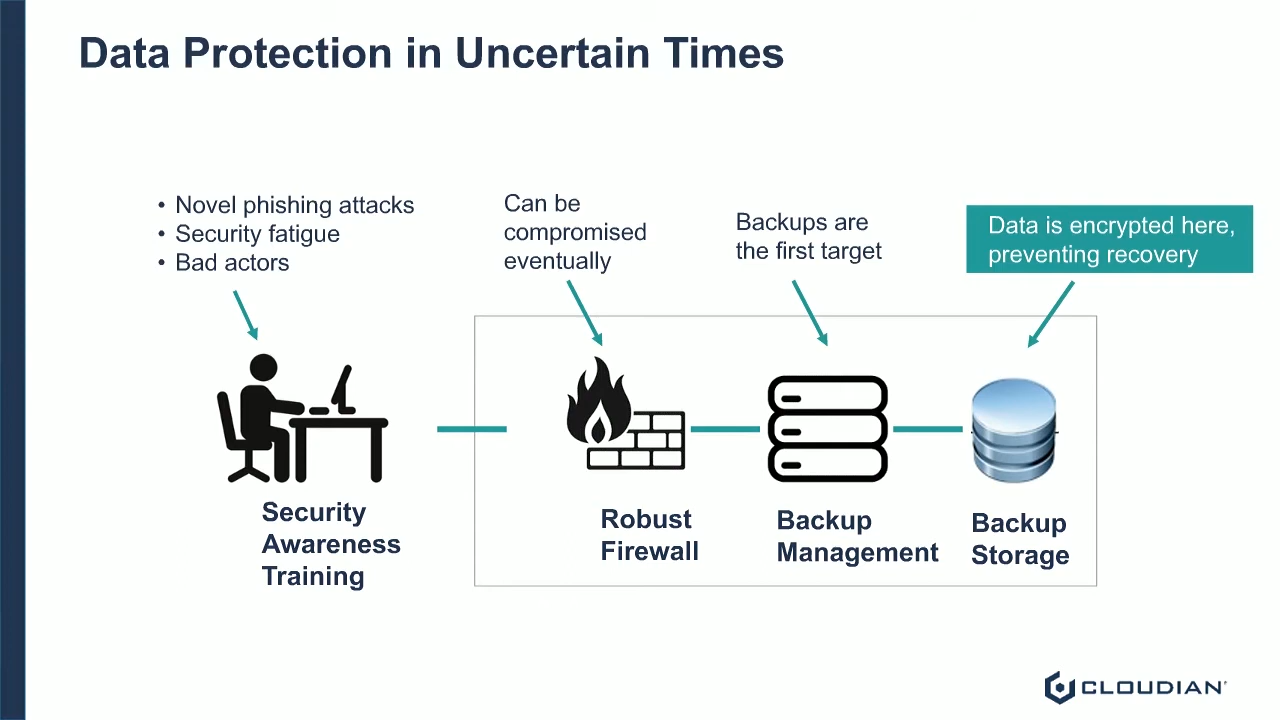 Data Protection in Uncertain Times
• Novel phishing attacks
• Security fatigue
• Bad actors
Can be
compromised
eventually
Backups are
the first target
Data is encrypted here,
preventing recovery
Security
Awareness
Training
Robust
Firewall
Backup
Management
Backup
Storage
CLOUDIAN